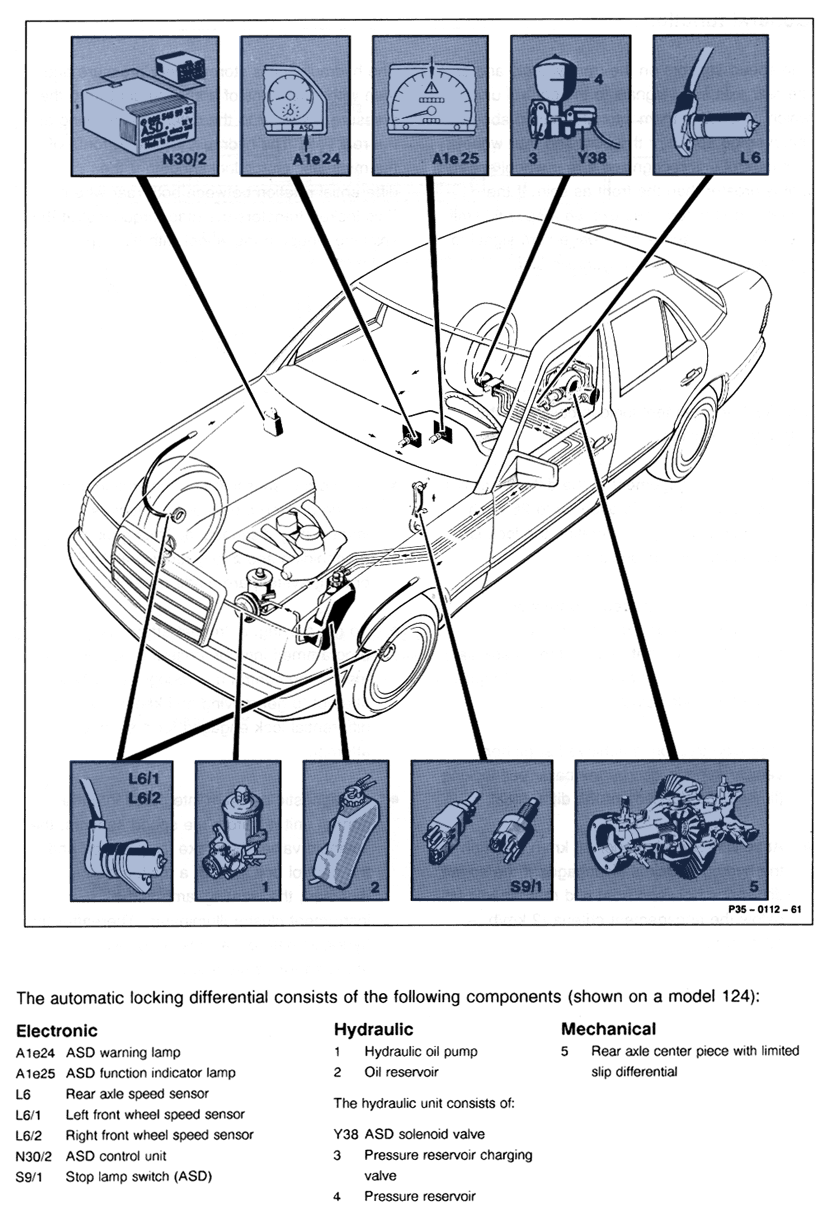 N30/2
A1e24
A1e25
4
3 Y38
L6
ASD
ASD
L6/1
L6/2
1
2
S9/1
5
P35 – 0112 – 61
The automatic locking differential consists of the following components (shown on a model 124):
Electronic
A1e24 ASD warning lamp
A1e25 ASD function indicator lamp
L6 Rear axle speed sensor
L6/1 Left front wheel speed sensor
L6/2 Right front wheel speed sensor
N30/2 ASD control unit
S9/1 Stop lamp switch (ASD)
Hydraulic
1 Hydraulic oil pump
2 Oil reservoir
The hydraulic unit consists of:
Y38 ASD solenoid valve
3 Pressure reservoir charging
valve
4 Pressure reservoir
Mechanical
5 Rear axle center piece with limited
slip differential